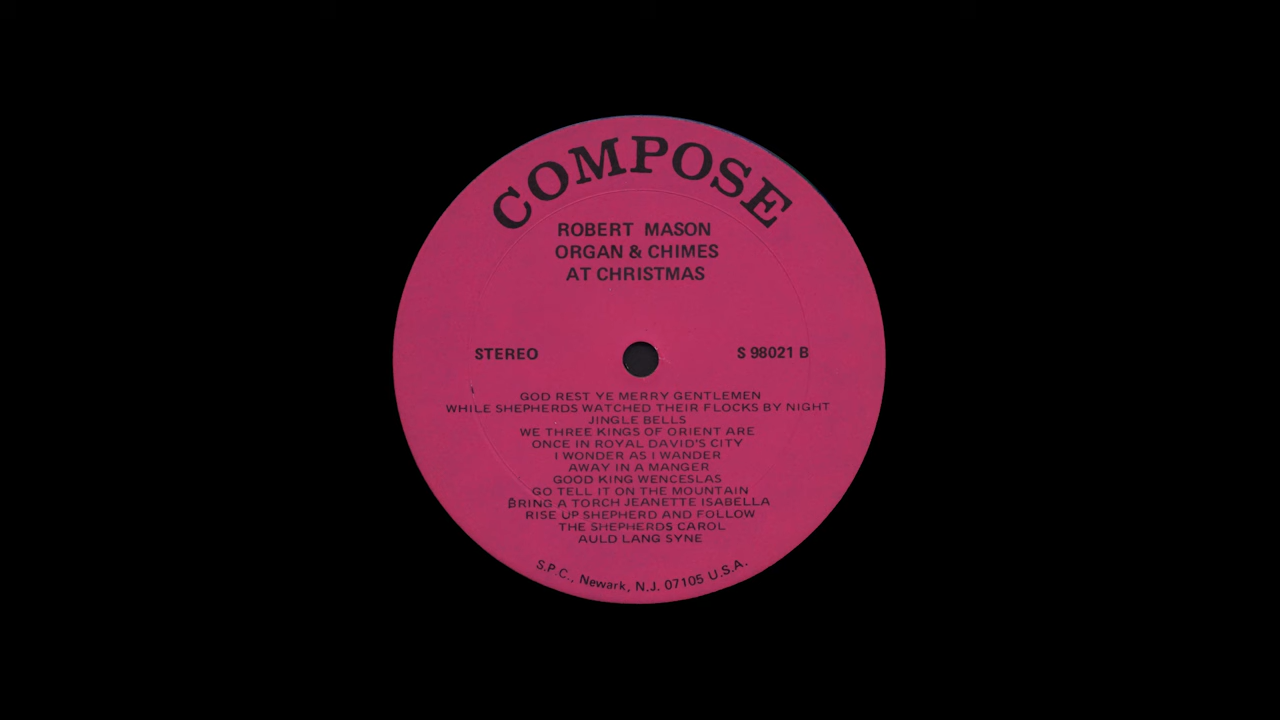 COMPOSE
ROBERT MASON
ORGAN & CHIMES
AT CHRISTMAS
STEREO
S 98021 B
GOD REST YE MERRY GENTLEMEN
WHILE SHEPHERDS WATCHED THEIR FLOCKS BY NIGHT
JINGLE BELLS
WE THREE KINGS OF ORIENT ARE
ONCE IN ROYAL DAVID'S CITY
I WONDER AS I WANDER
AWAY IN A MANGER
GOOD KING WENCESLAS
GO TELL IT ON THE MOUNTAIN
BRING A TORCH JEANETTE ISABELLA
RISE UP SHEPHERD AND FOLLOW
THE SHEPHERDS CAROL
AULD LANG SYNE
S.P.C., Newark, N.J. 07105 U.S.A.